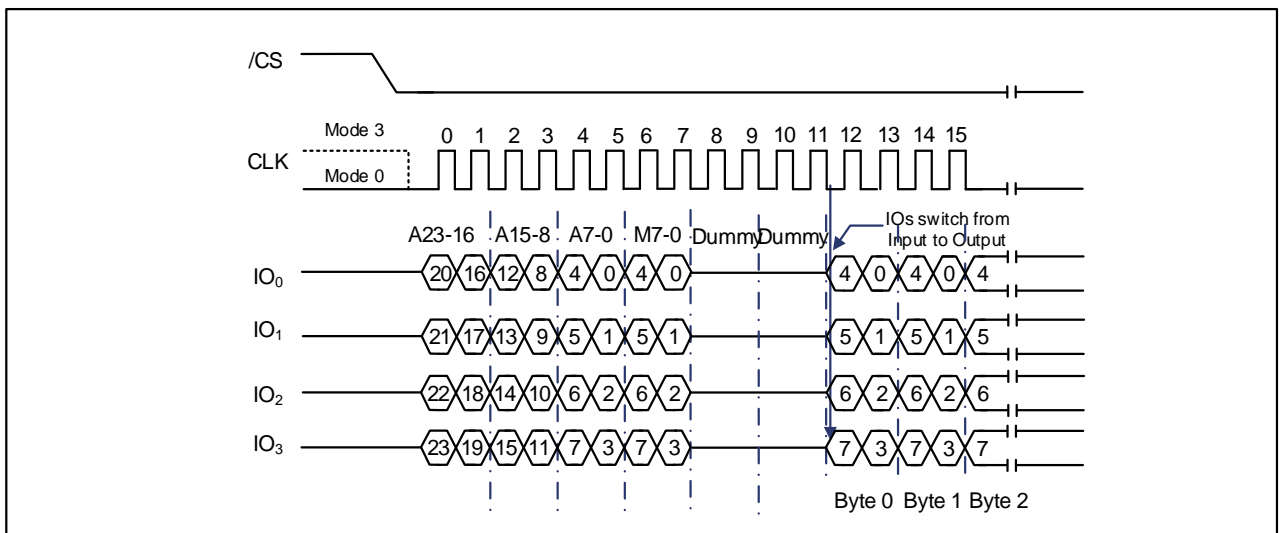 /CS
Mode 3
0 1 2 3 4 5 6 7 8 9 10 11 12 13 14 15
CLK
Mode 0
IOs switch from
Input to Output
A23-16 A15-8 A7-0 M7-0 Dummy Dummy
IO₀ 20 16 12 8 4 0 4 0 4 0 4 0 4
IO₁ 21 17 13 9 5 1 5 1 5 1 5 1 5
IO₂ 22 18 14 10 6 2 6 2 6 2 6 2 6
IO₃ 23 19 15 11 7 3 7 3 7 3 7 3 7
Byte 0 Byte 1 Byte 2